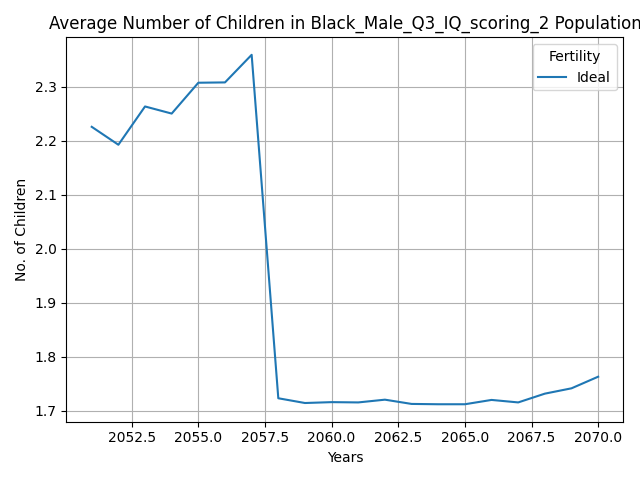 Average Number of Children in Black_Male_Q3_IQ_scoring_2 Population
Fertility
Ideal
No. of Children
2.3
2.2
2.1
2.0
1.9
1.8
1.7
2052.5 2055.0 2057.5 2060.0 2062.5 2065.0 2067.5 2070.0
Years